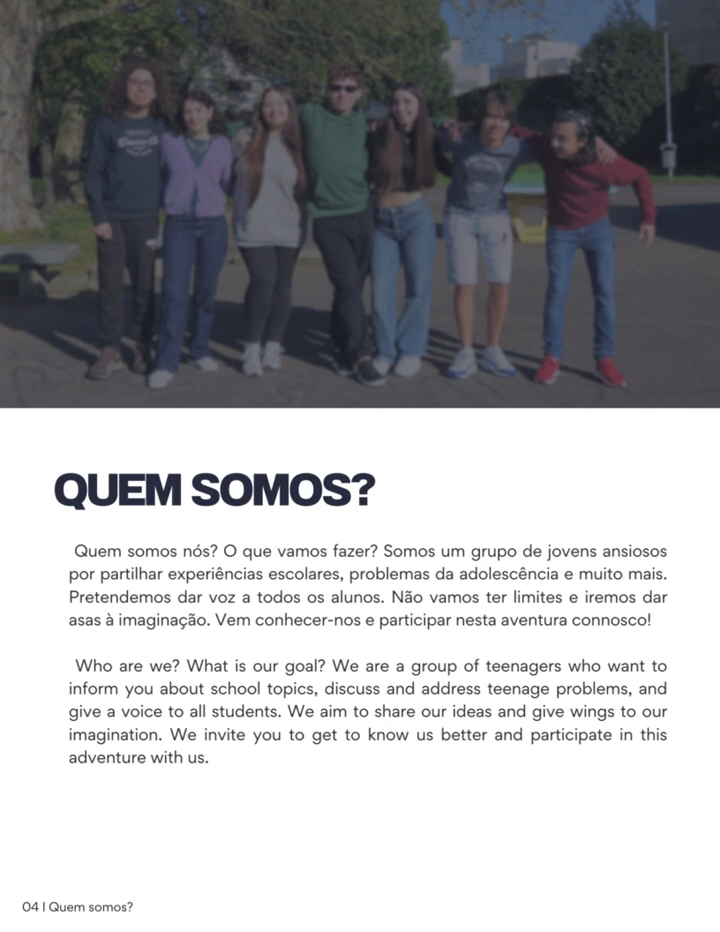 QUEM SOMOS?
Quem somos nós? O que vamos fazer? Somos um grupo de jovens ansiosos
por partilhar experiências escolares, problemas da adolescência e muito mais.
Pretendemos dar voz a todos os alunos. Não vamos ter limites e iremos dar
asas à imaginação. Vem conhecer-nos e participar nesta aventura connosco!
Who are we? What is our goal? We are a group of teenagers who want to
inform you about school topics, discuss and address teenage problems, and
give a voice to all students. We aim to share our ideas and give wings to our
imagination. We invite you to get to know us better and participate in this
adventure with us.
04 | Quem somos?